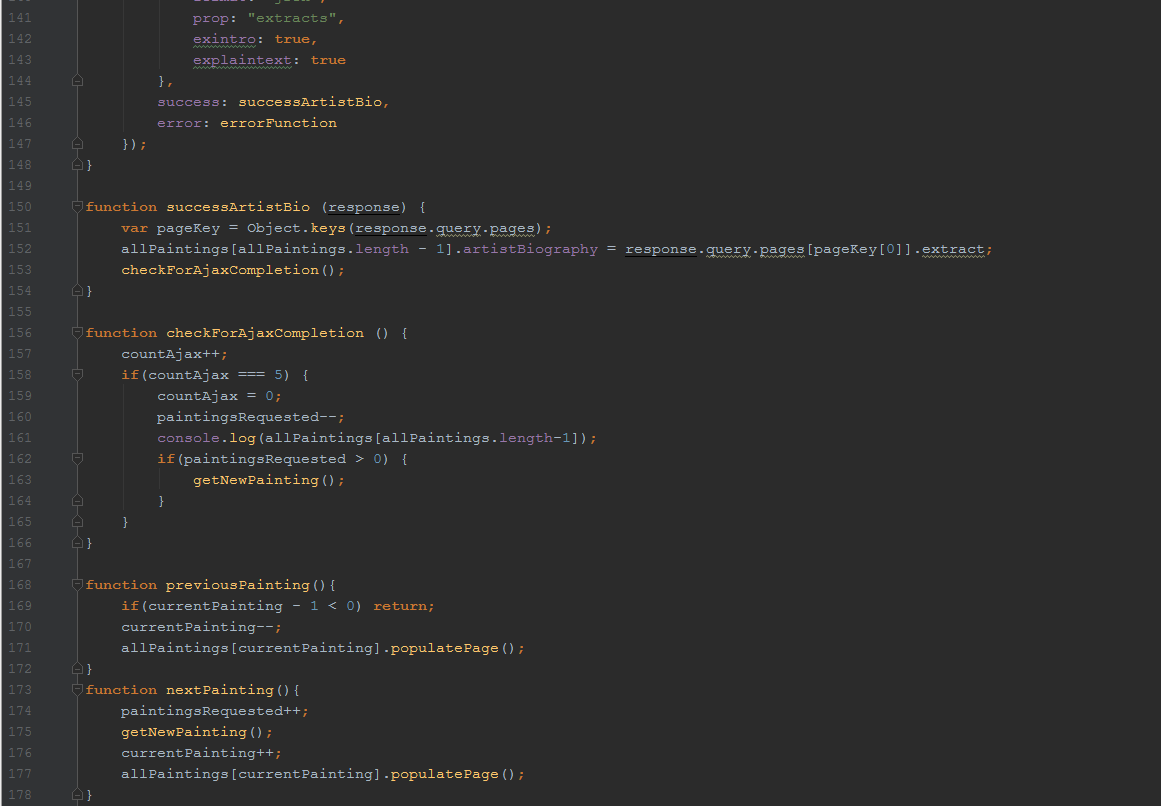 141 prop: "extracts",
142 exintro: true,
143 explaintext: true
144 },
145 success: successArtistBio,
146 error: errorFunction
147 });
148 }
149
150 function successArtistBio (response) {
151 var pageKey = Object.keys(response.query.pages);
152 allPaintings[allPaintings.length - 1].artistBiography = response.query.pages[pageKey[0]].extract;
153 checkForAjaxCompletion();
154 }
155
156 function checkForAjaxCompletion () {
157 countAjax++;
158 if(countAjax === 5) {
159 countAjax = 0;
160 paintingsRequested--;
161 console.log(allPaintings[allPaintings.length-1]);
162 if(paintingsRequested > 0) {
163 getNewPainting();
164 }
165 }
166 }
167
168 function previousPainting(){
169 if(currentPainting - 1 < 0) return;
170 currentPainting--;
171 allPaintings[currentPainting].populatePage();
172 }
173 function nextPainting(){
174 paintingsRequested++;
175 getNewPainting();
176 currentPainting++;
177 allPaintings[currentPainting].populatePage();
178 }